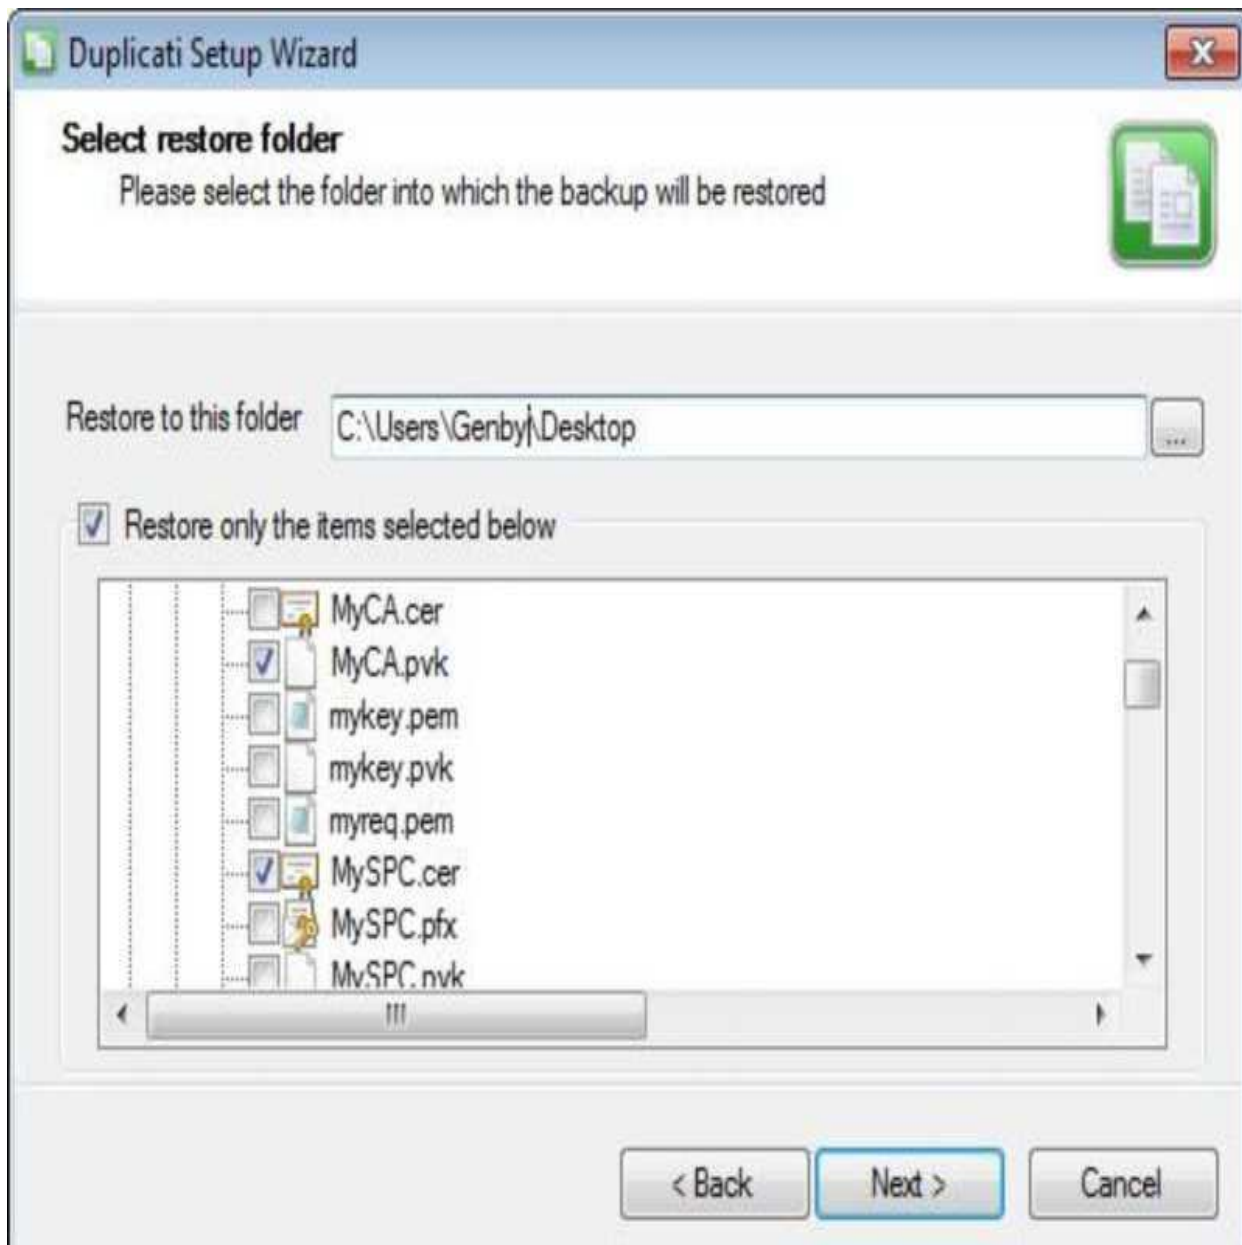 Duplicati Setup Wizard
Select restore folder
Please select the folder into which the backup will be restored
Restore to this folder
C:\Users\Genby\Desktop
...
Restore only the items selected below
MyCA.cer
MyCA.pvk
mykey.pem
mykey.pvk
myreq.pem
MySPC.cer
MySPC.pfx
MySPC.pvk
< Back
Next >
Cancel